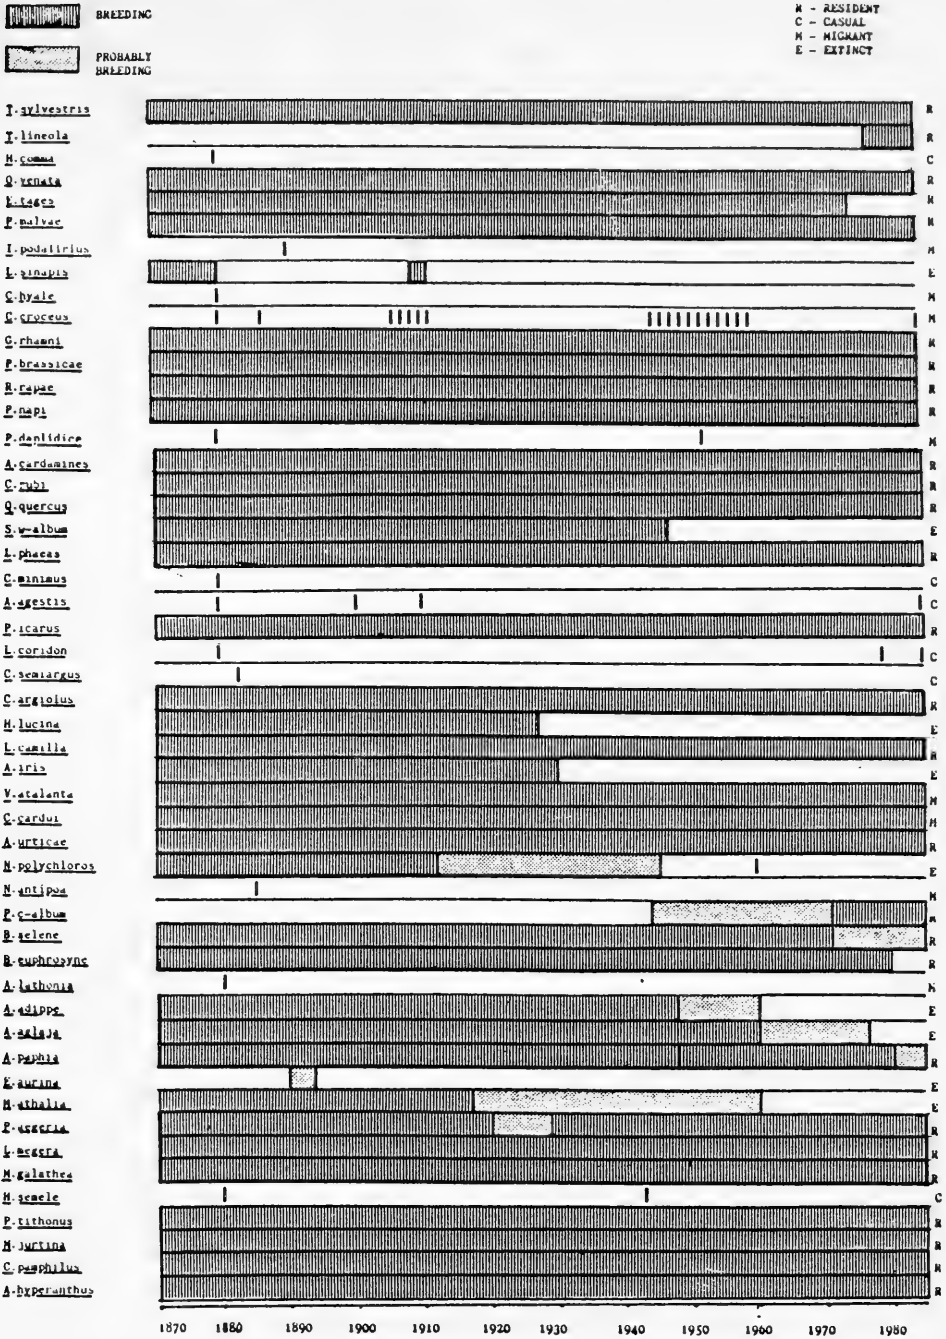 BREEDING
PROBABLY
BREEDING
R - RESIDENT
C - CASUAL
M - MIGRANT
E - EXTINCT
T.sylvestris R
T.lineola R
H.comma C
O.venata R
E.tages R
P.malvae R
I.podalirius M
L.sinapis E
C.hyale M
C.croceus M
G.rhamni R
P.brassicae R
R.rapae R
P.napi R
P.daplidice M
A.cardamines R
C.rubi R
Q.quercus R
S.w-album E
L.phaeas R
C.minimus C
A.agestis C
P.icarus R
L.coridon C
C.semiargus C
C.argiolus R
H.lucina E
L.camilla R
A.iris E
V.atalanta M
C.cardui M
A.urticae R
N.polychloros E
N.antipoa M
P.c-album
B.selene R
B.euphrosyne R
A.lathonia M
A.adippe E
A.aglaja E
A.paphia R
E.aurina E
M.athalia E
P.aegeria R
L.megera R
M.galathea R
H.semele C
P.tithonus R
M.jurtina R
C.pamphilus R
A.hyperanthus R
1870 1880 1890 1900 1910 1920 1930 1940 1950 1960 1970 1980